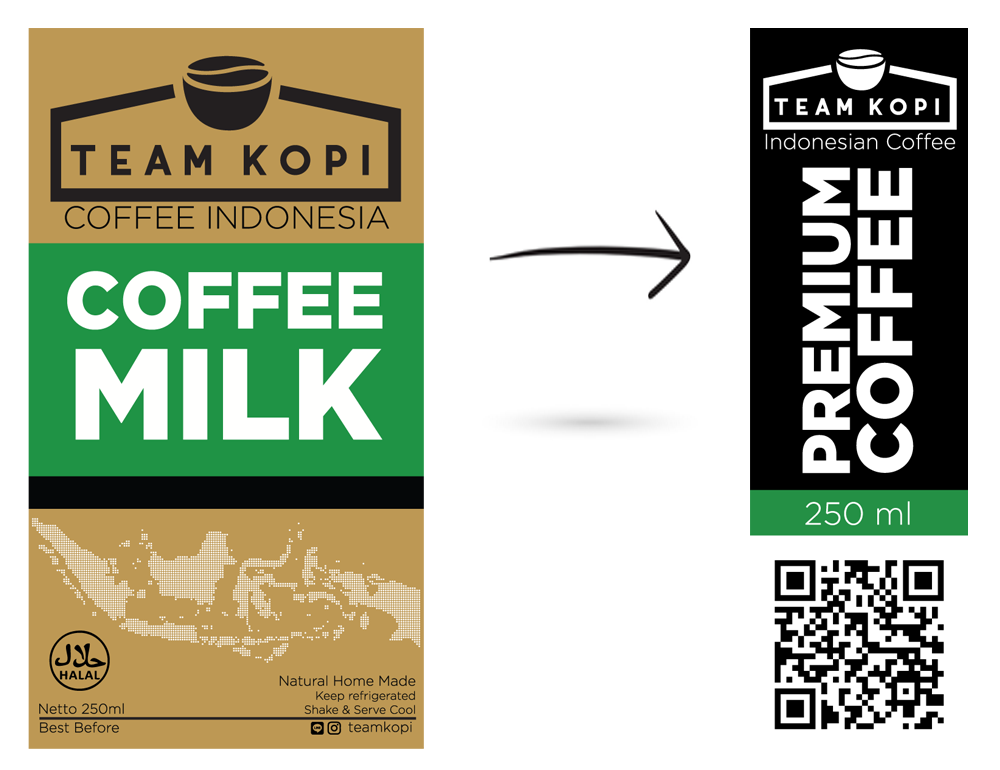 TEAM KOPI
COFFEE INDONESIA
COFFEE
MILK
حلال
HALAL
Natural Home Made
Keep refrigerated
Shake & Serve Cool
Netto 250ml
Best Before
teamkopi
TEAM KOPI
Indonesian Coffee
PREMIUM
COFFEE
250 ml